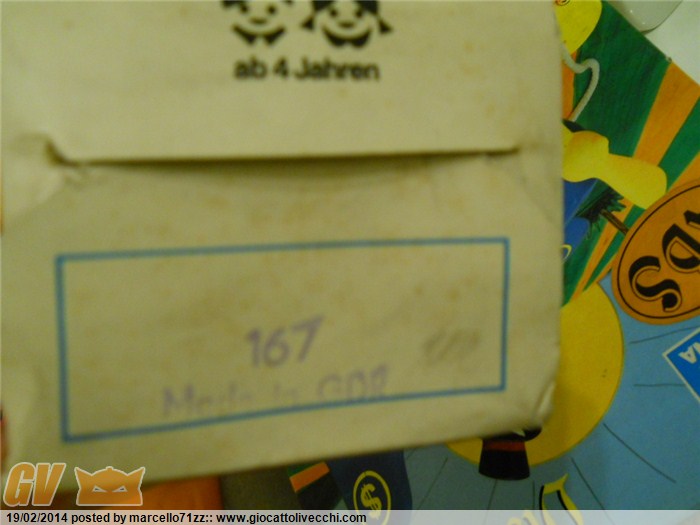 ab 4 Jahren
167
Made in GDR
GV
19/02/2014 posted by marcello71zz:: www.giocattolivecchi.com